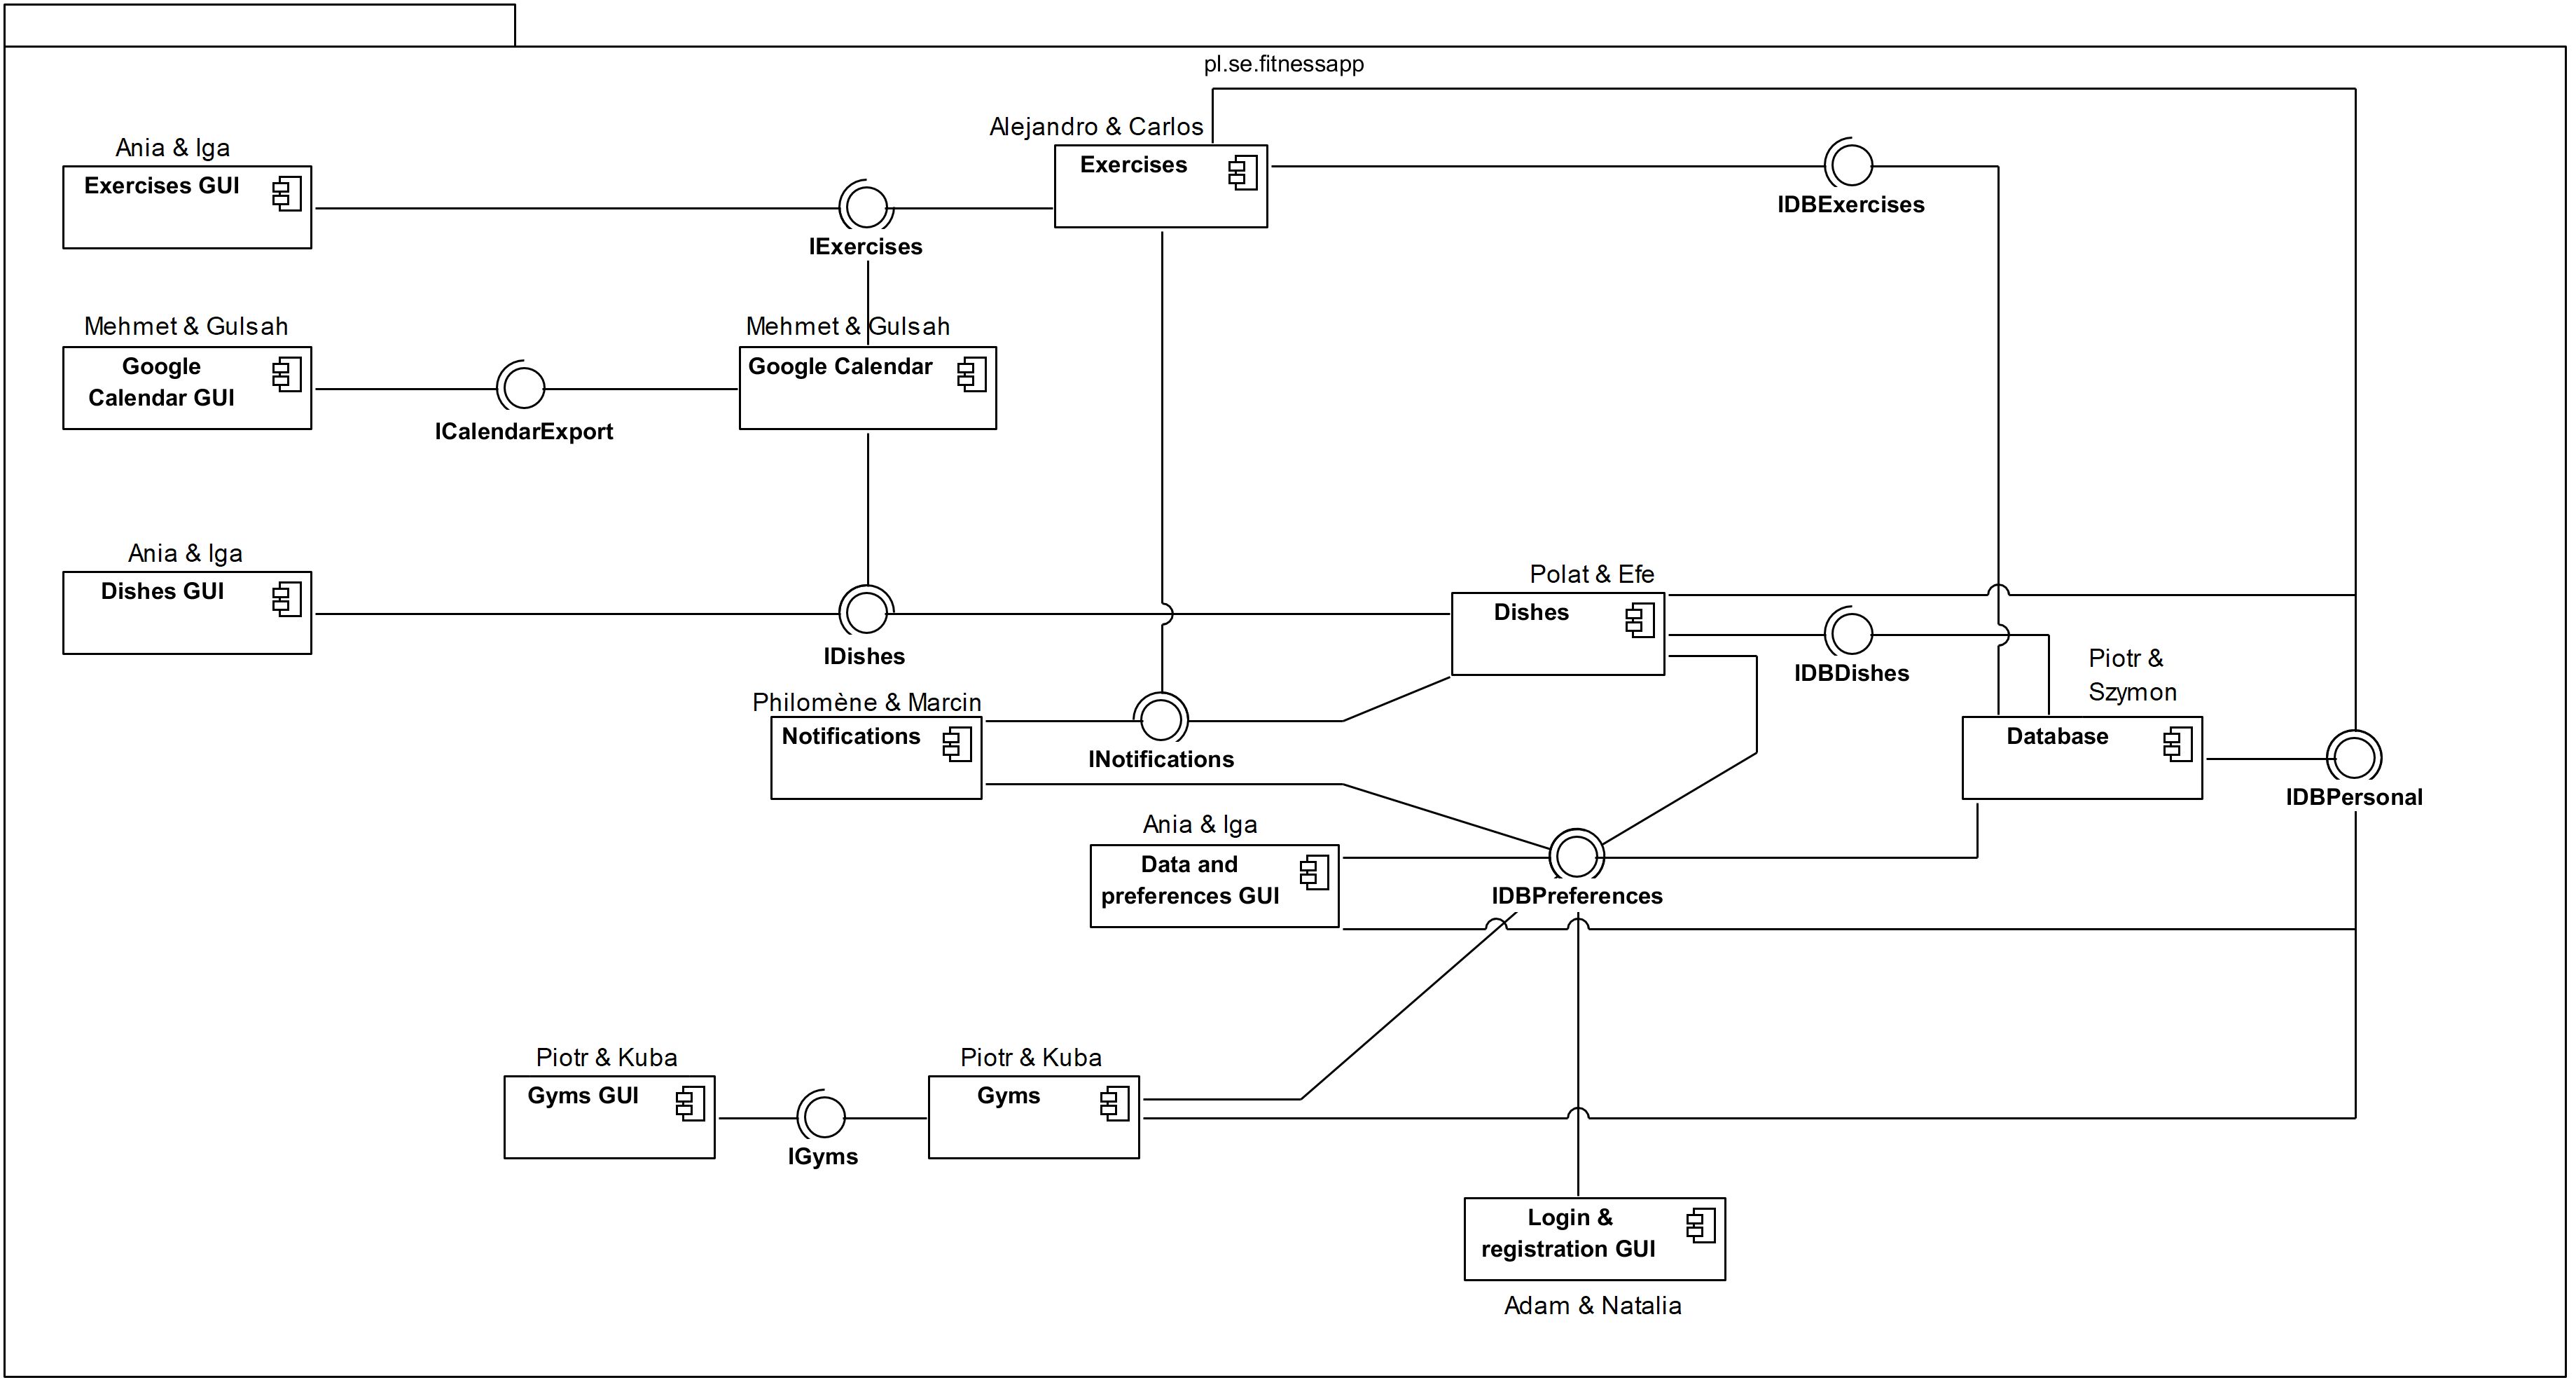 pl.se.fitnessapp
Alejandro & Carlos
Exercises
Ania & Iga
Exercises GUI
IExercises
IDBExercises
Mehmet & Gulsah
Google
Calendar GUI
ICalendarExport
Mehmet & Gulsah
Google Calendar
Ania & Iga
Dishes GUI
IDishes
Polat & Efe
Dishes
IDBDishes
Piotr &
Szymon
Database
IDBPersonal
Philomène & Marcin
Notifications
INotifications
Ania & Iga
Data and
preferences GUI
IDBPreferences
Piotr & Kuba
Gyms GUI
IGyms
Piotr & Kuba
Gyms
Login &
registration GUI
Adam & Natalia